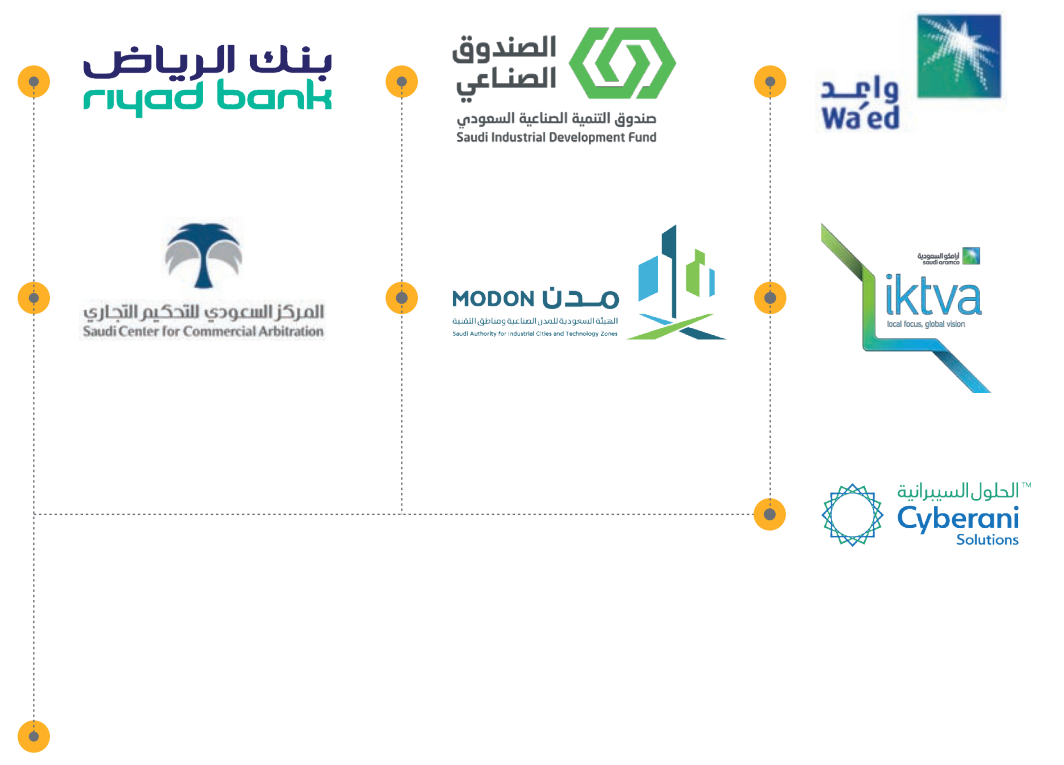 بنك الرياض
rıyad bank
الصندوق
الصناعي
صندوق التنمية الصناعية السعودي
Saudi Industrial Development Fund
واعد
Wa'ed
المركز السعودي للتحكيم التجاري
Saudi Center for Commercial Arbitration
MODON مدن
الهيئة السعودية للمدن الصناعية ومناطق التقنية
Saudi Authority for Industrial Cities and Technology Zones
أرامكو السعودية
saudi aramco
iktva
local focus, global vision
الحلول السيبرانية™
Cyberani
Solutions